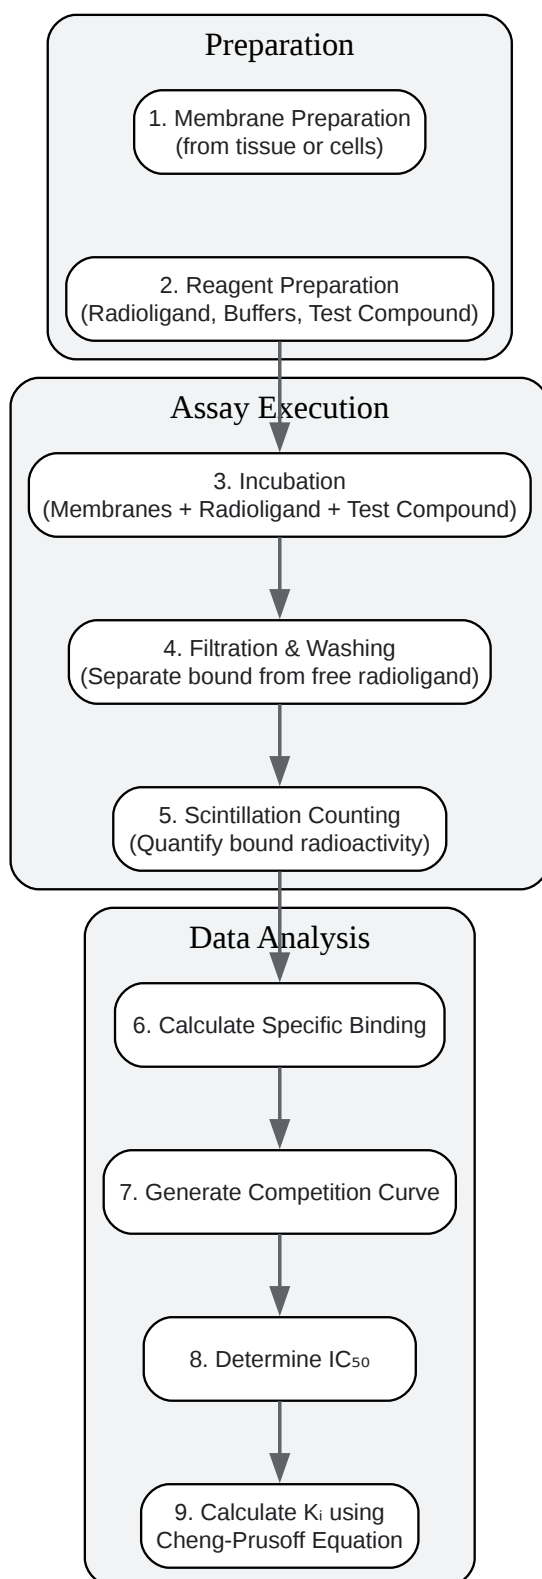 Preparation
1. Membrane Preparation
(from tissue or cells)
2. Reagent Preparation
(Radioligand, Buffers, Test Compound)
Assay Execution
3. Incubation
(Membranes + Radioligand + Test Compound)
4. Filtration & Washing
(Separate bound from free radioligand)
5. Scintillation Counting
(Quantify bound radioactivity)
Data Analysis
6. Calculate Specific Binding
7. Generate Competition Curve
8. Determine IC₅₀
9. Calculate Kᵢ using
Cheng-Prusoff Equation